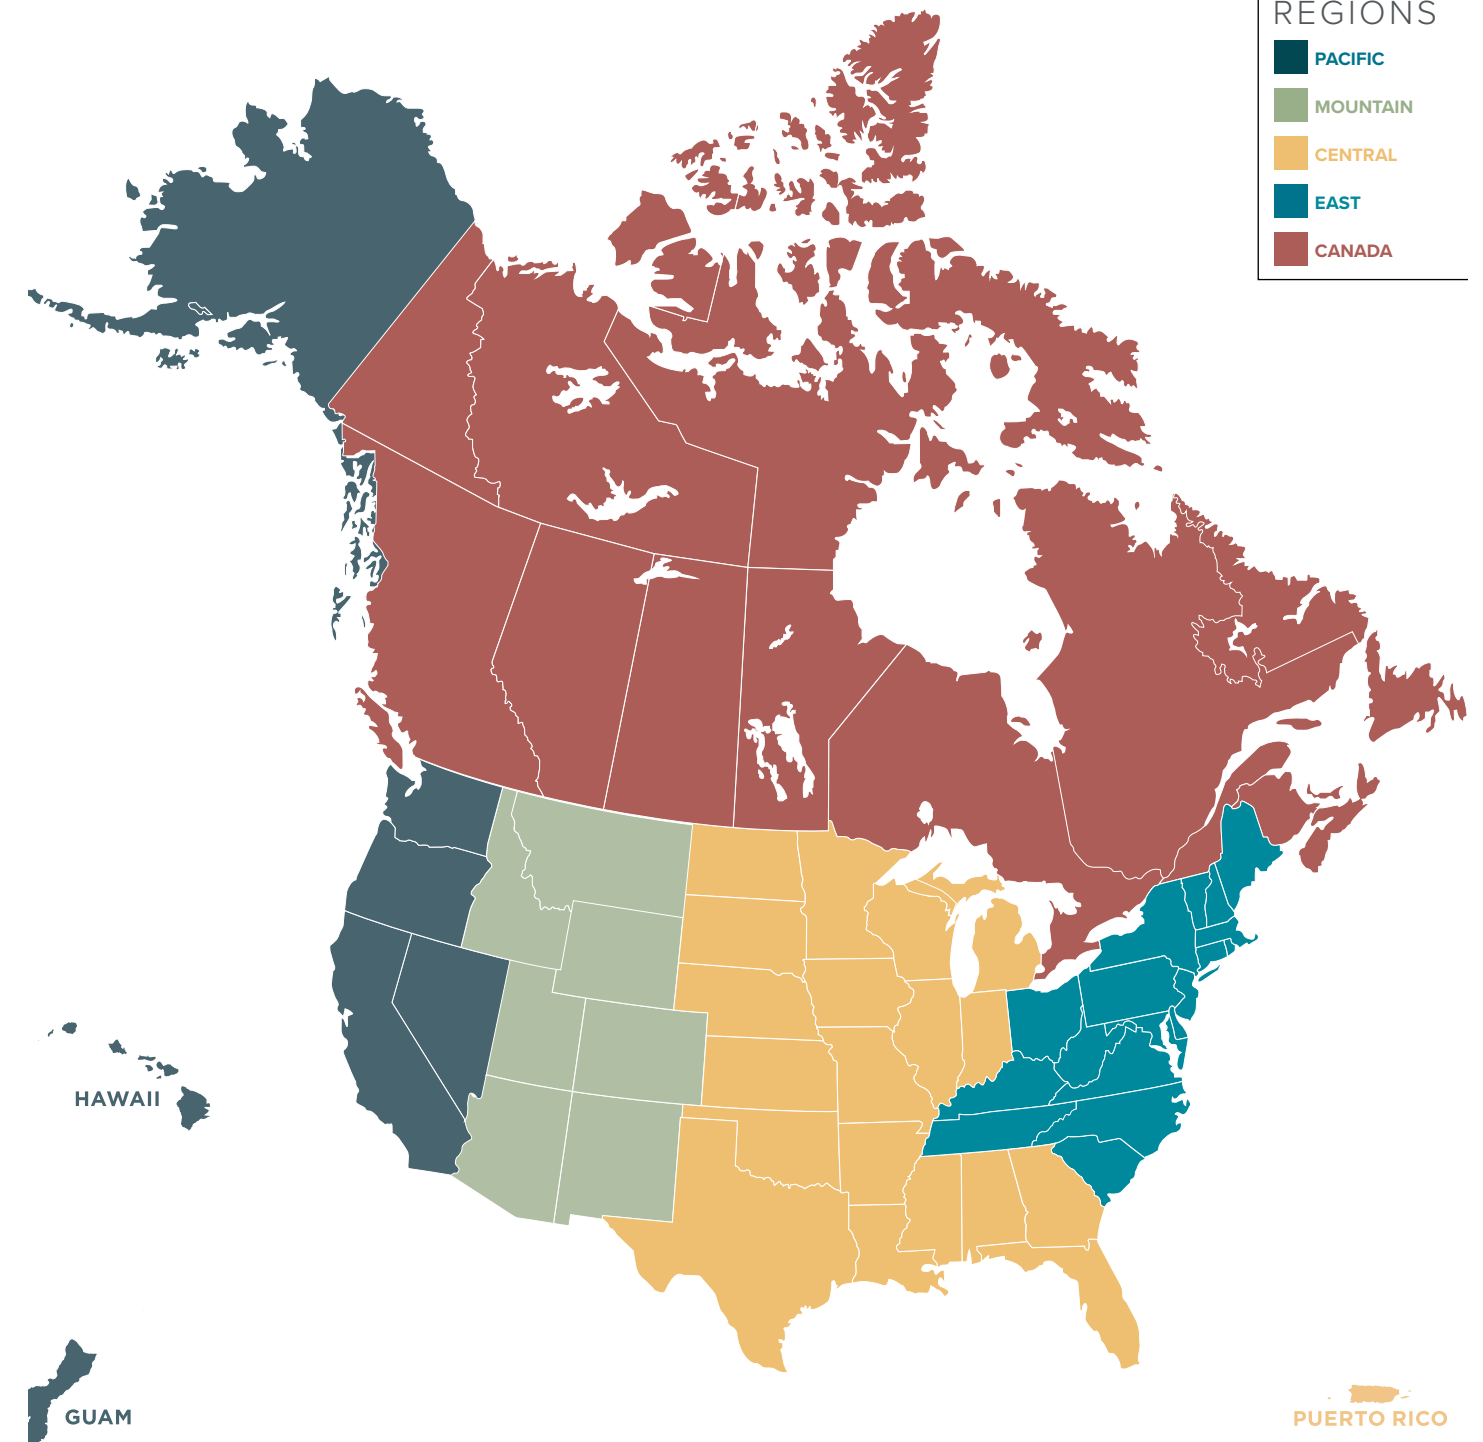 REGIONS
PACIFIC
MOUNTAIN
CENTRAL
EAST
CANADA
HAWAII
GUAM
PUERTO RICO